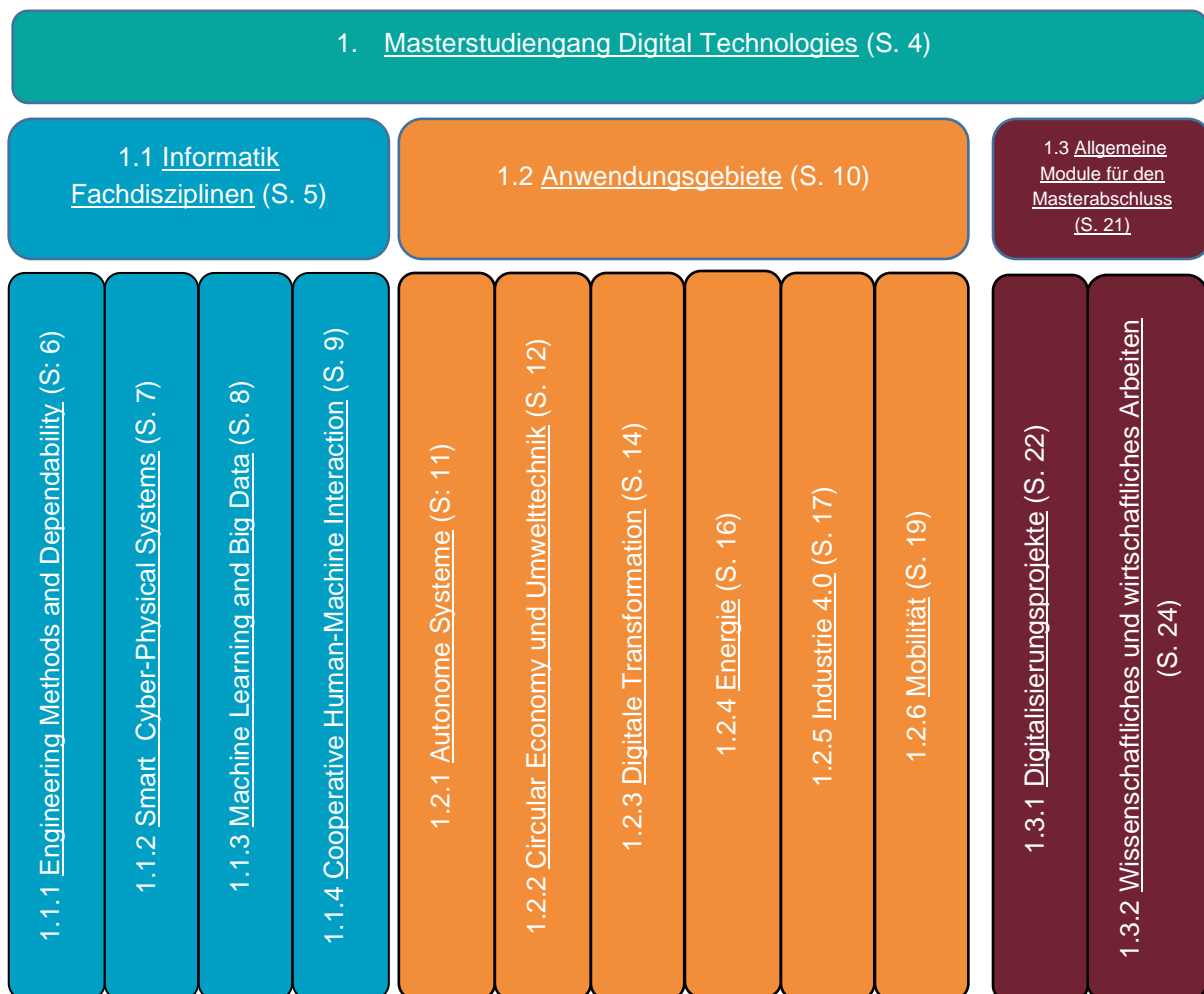 1. Masterstudiengang Digital Technologies (S. 4)
1.1 Informatik
Fachdisziplinen (S. 5)
1.2 Anwendungsgebiete (S. 10)
1.3 Allgemeine
Module für den
Masterabschluss
(S. 21)
1.1.1 Engineering Methods and Dependability (S: 6)
1.1.2 Smart Cyber-Physical Systems (S. 7)
1.1.3 Machine Learning and Big Data (S. 8)
1.1.4 Cooperative Human-Machine Interaction (S. 9)
1.2.1 Autonome Systeme (S: 11)
1.2.2 Circular Economy und Umwelttechnik (S. 12)
1.2.3 Digitale Transformation (S. 14)
1.2.4 Energie (S. 16)
1.2.5 Industrie 4.0 (S. 17)
1.2.6 Mobilität (S. 19)
1.3.1 Digitalisierungsprojekte (S. 22)
1.3.2 Wissenschaftliches und wirtschaftliches Arbeiten
(S. 24)